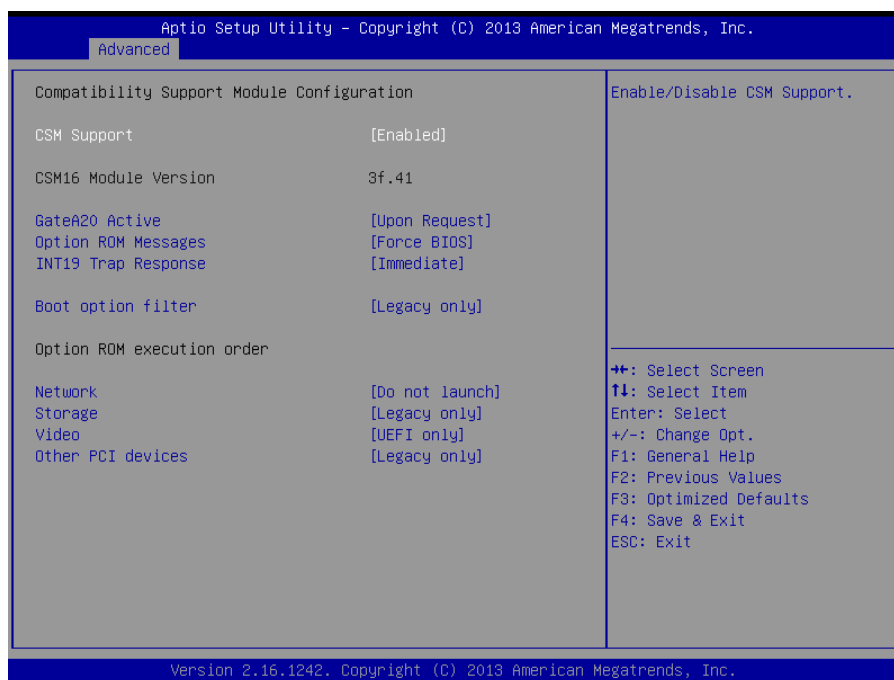 Aptio Setup Utility – Copyright (C) 2013 American Megatrends, Inc.
Advanced
Compatibility Support Module Configuration
CSM Support [Enabled]
CSM16 Module Version 3f.41
GateA20 Active [Upon Request]
Option ROM Messages [Force BIOS]
INT19 Trap Response [Immediate]
Boot option filter [Legacy only]
Option ROM execution order
Network [Do not launch]
Storage [Legacy only]
Video [UEFI only]
Other PCI devices [Legacy only]
Enable/Disable CSM Support.
→←: Select Screen
↑↓: Select Item
Enter: Select
+/-: Change Opt.
F1: General Help
F2: Previous Values
F3: Optimized Defaults
F4: Save & Exit
ESC: Exit
Version 2.16.1242. Copyright (C) 2013 American Megatrends, Inc.